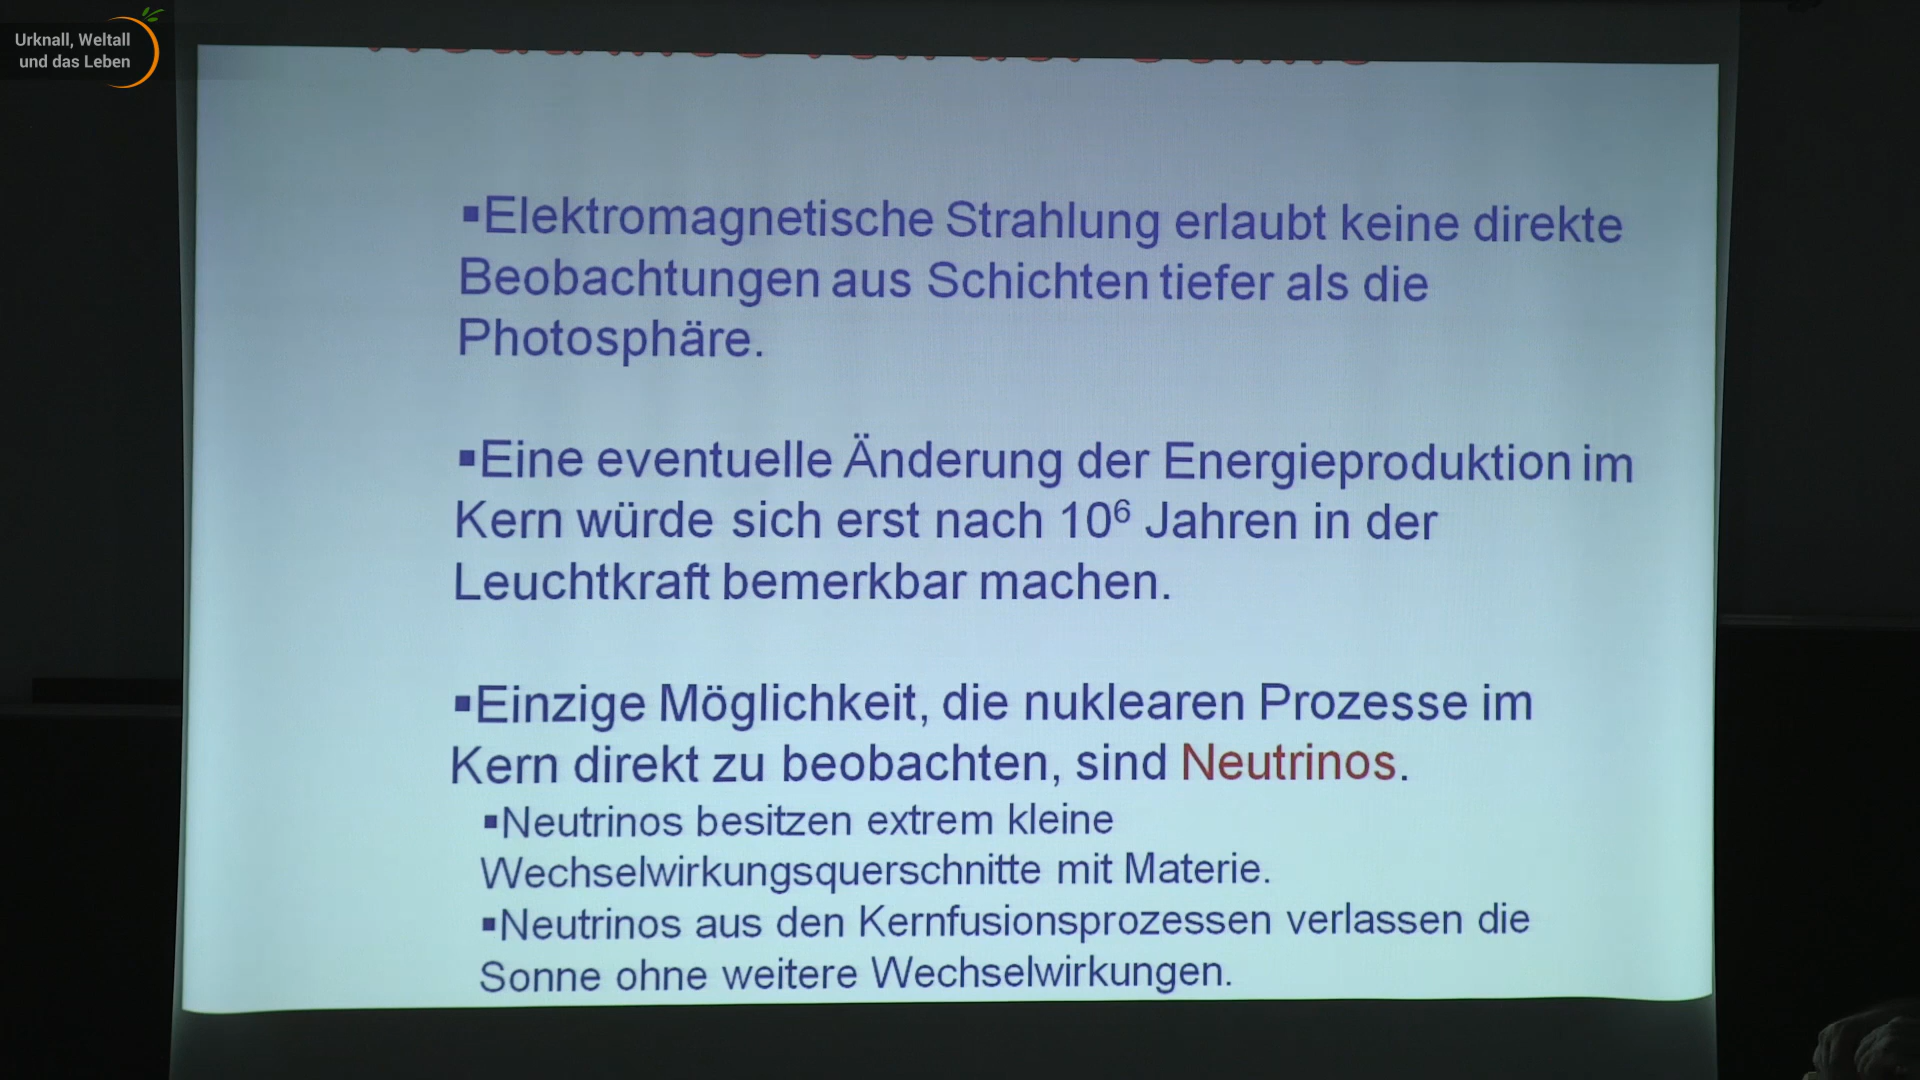 Urknall, Weltall
und das Leben
▪Elektromagnetische Strahlung erlaubt keine direkte
Beobachtungen aus Schichten tiefer als die
Photosphäre.
▪Eine eventuelle Änderung der Energieproduktion im
Kern würde sich erst nach 10⁶ Jahren in der
Leuchtkraft bemerkbar machen.
▪Einzige Möglichkeit, die nuklearen Prozesse im
Kern direkt zu beobachten, sind Neutrinos.
▪Neutrinos besitzen extrem kleine
Wechselwirkungsquerschnitte mit Materie.
▪Neutrinos aus den Kernfusionsprozessen verlassen die
Sonne ohne weitere Wechselwirkungen.